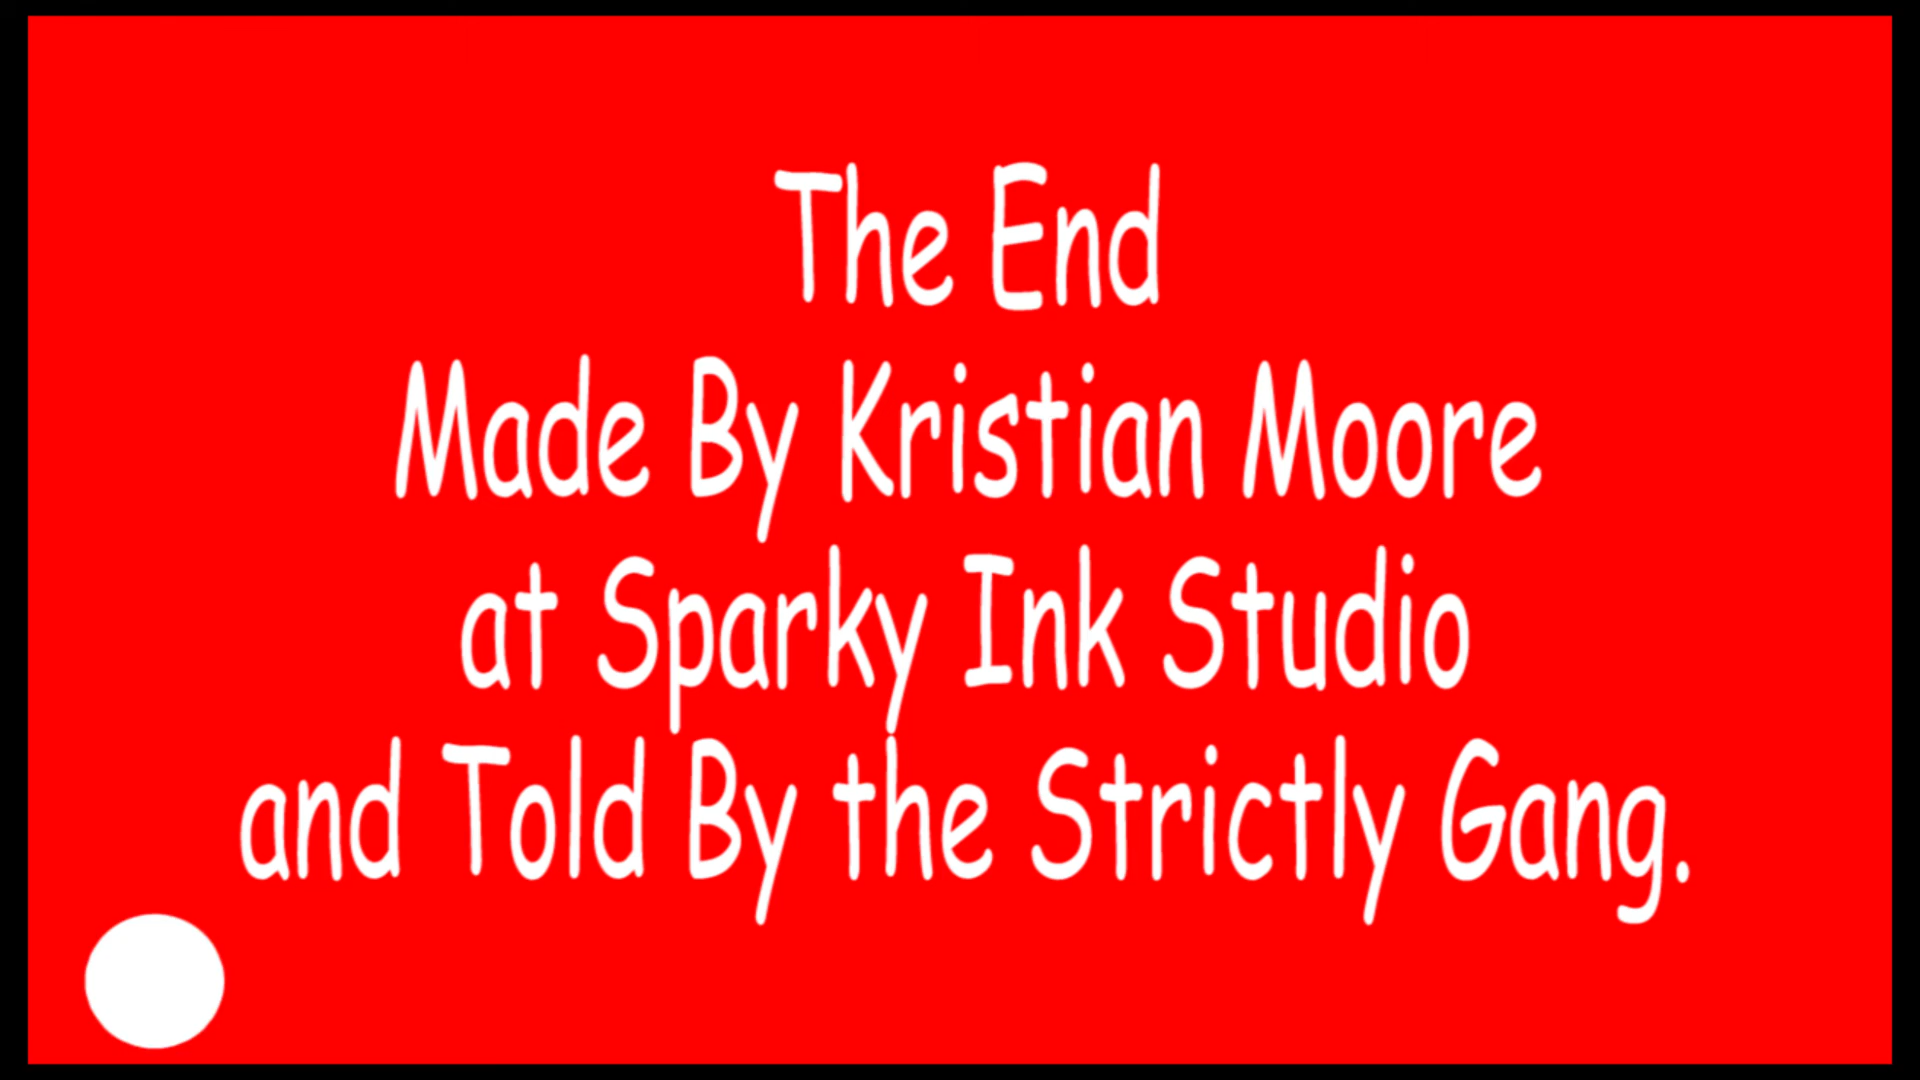 The End
Made By Kristian Moore
at Sparky Ink Studio
and Told By the Strictly Gang.